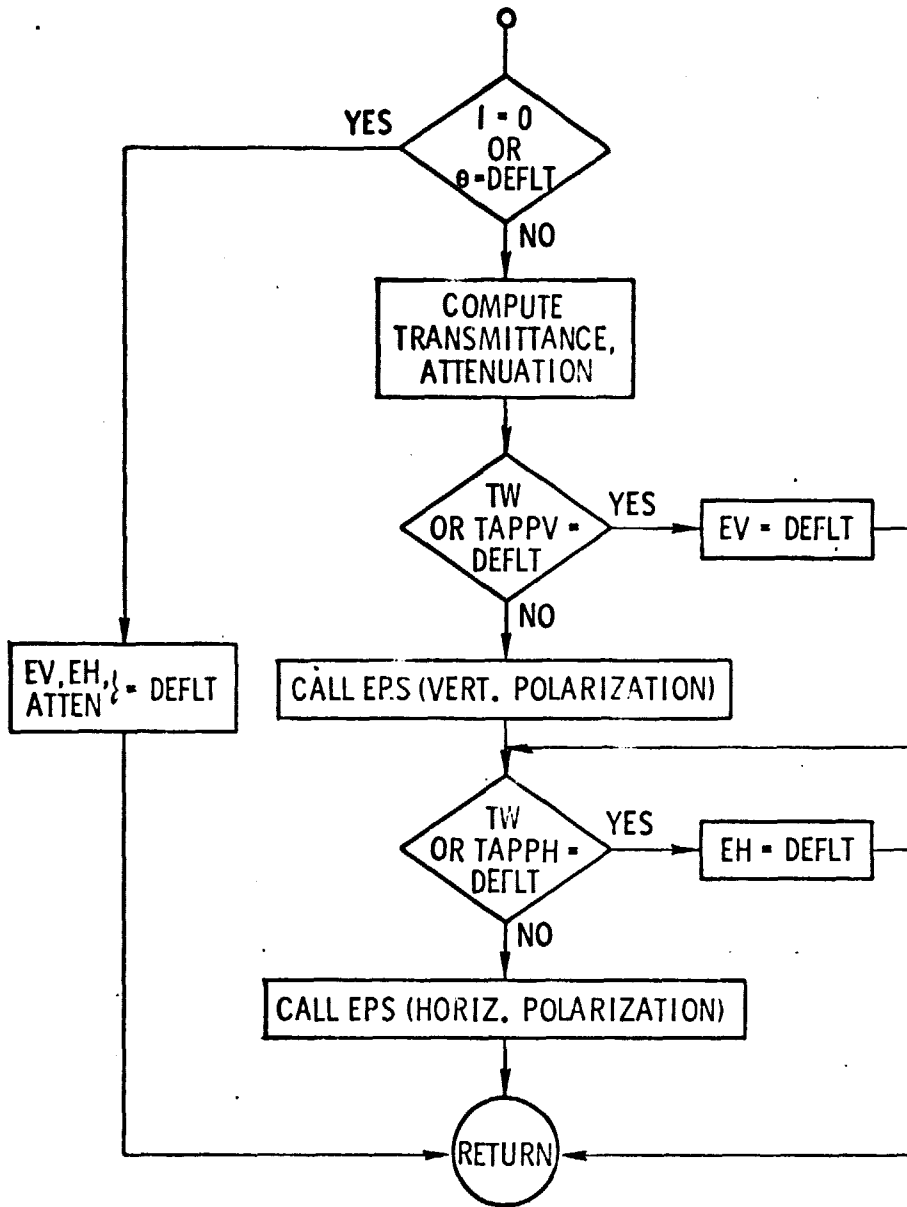 YES
I = 0
OR
θ = DEFLT
NO
COMPUTE
TRANSMITTANCE,
ATTENUATION
TW
OR TAPPV =
DEFLT
YES
EV = DEFLT
NO
EV, EH,
ATTEN } = DEFLT
CALL EPS (VERT. POLARIZATION)
TW
OR TAPPH =
DEFLT
YES
EH = DEFLT
NO
CALL EPS (HORIZ. POLARIZATION)
RETURN